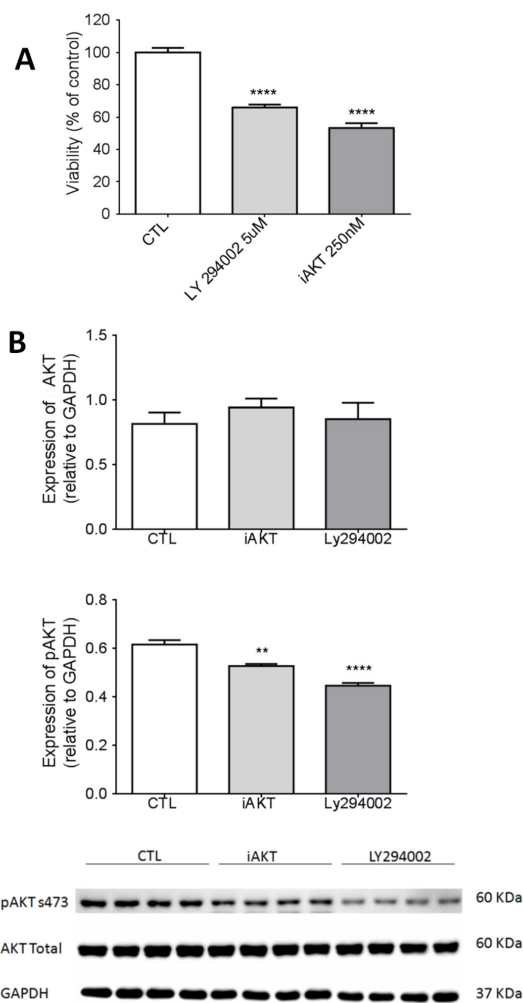 A
Viability (% of control)
120
100
80
60
40
20
0
****
****
CTL
LY 294002 5uM
iAKT 250nM
B
Expression of AKT
(relative to GAPDH)
1.5
1.0
0.5
0.0
CTL
iAKT
Ly294002
Expression of pAKT
(relative to GAPDH)
0.8
0.6
0.4
0.2
0.0
**
****
CTL
iAKT
Ly294002
CTL
iAKT
LY294002
pAKT s473
60 KDa
AKT Total
60 KDa
GAPDH
37 KDa